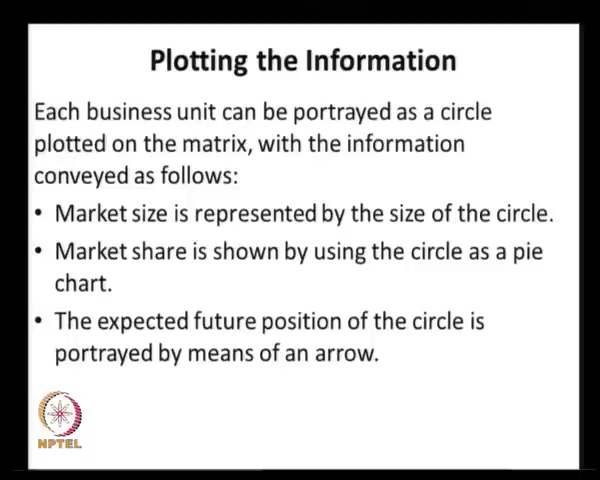 Plotting the Information
Each business unit can be portrayed as a circle
plotted on the matrix, with the information
conveyed as follows:
• Market size is represented by the size of the circle.
• Market share is shown by using the circle as a pie
chart.
• The expected future position of the circle is
portrayed by means of an arrow.
NPTEL